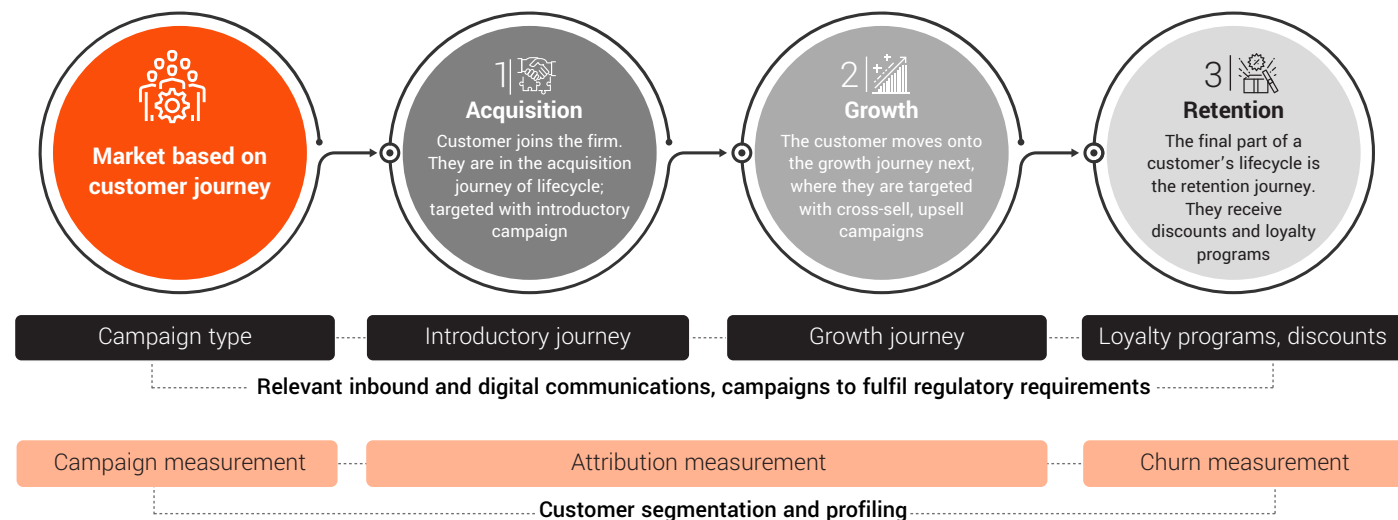 Market based on
customer journey
1
Acquisition
Customer joins the firm.
They are in the acquisition
journey of lifecycle;
targeted with introductory
campaign
2
Growth
The customer moves onto
the growth journey next,
where they are targeted
with cross-sell, upsell
campaigns
3
Retention
The final part of a
customer’s lifecycle is
the retention journey.
They receive
discounts and loyalty
programs
Campaign type
Introductory journey
Growth journey
Loyalty programs, discounts
Relevant inbound and digital communications, campaigns to fulfil regulatory requirements
Campaign measurement
Attribution measurement
Churn measurement
Customer segmentation and profiling